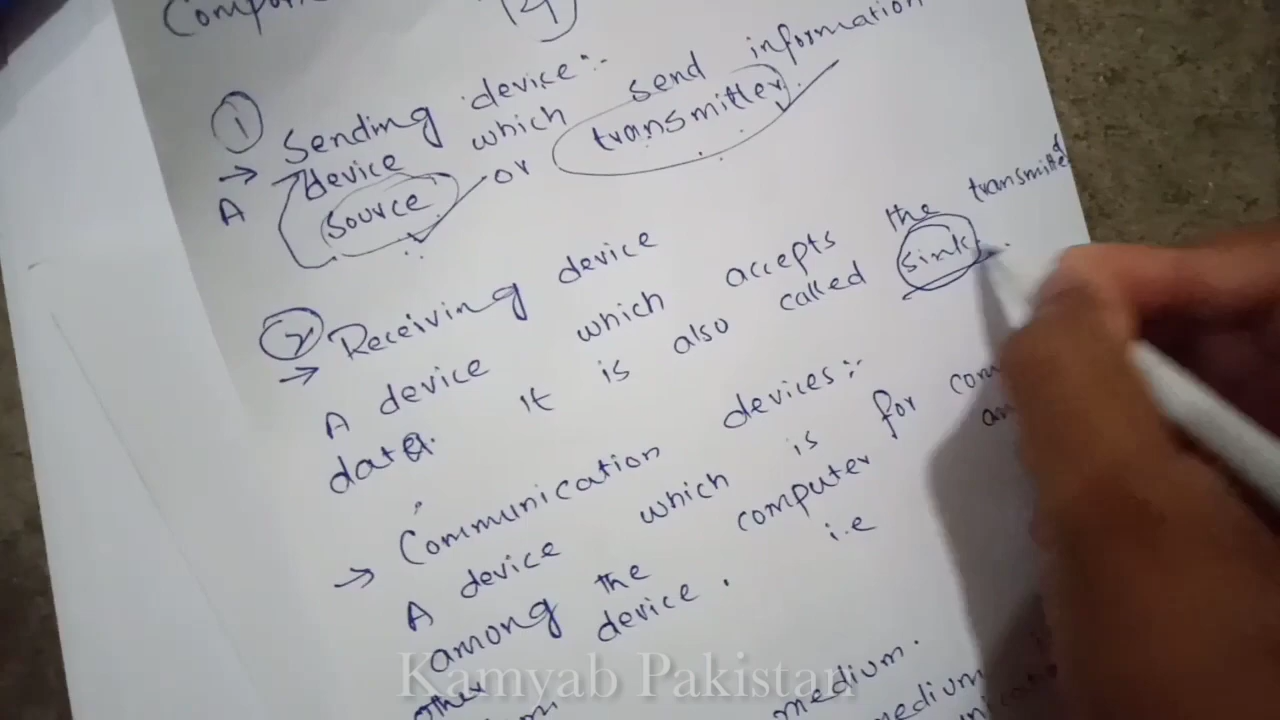 14
① Sending device :-
→ A device which send information
source or transmitter.
② Receiving device
→ A device which accepts the transmitted
data. It is also called sink.
→ Communication devices :-
A device which is for
among the computer
other device. i.e
medium.
medium
Kamyab Pakistan